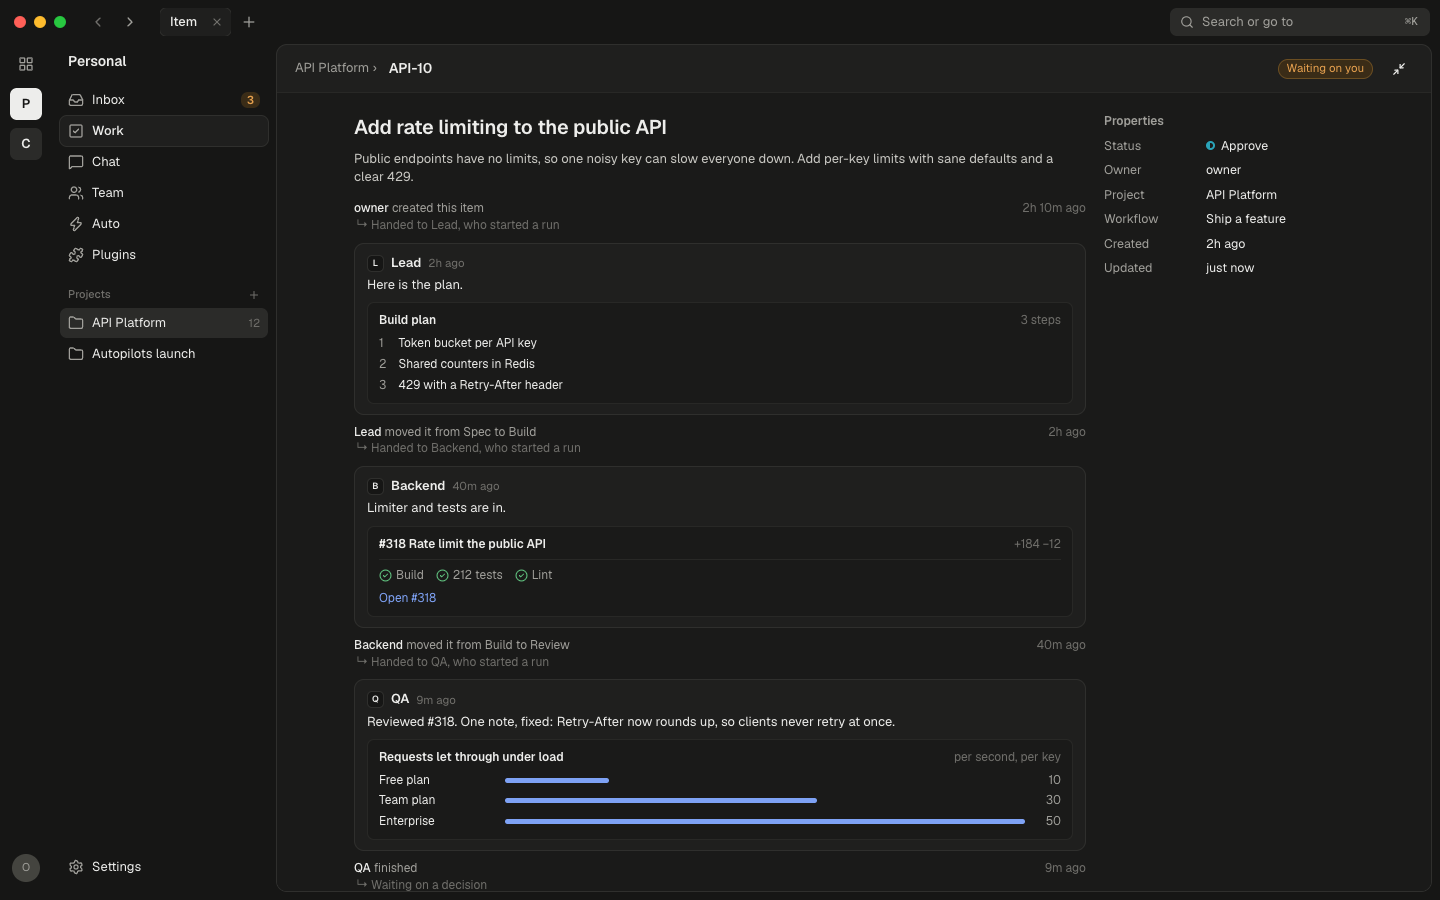 Item
Search or go to
⌘K
Personal
P
C
Inbox
3
Work
Chat
Team
Auto
Plugins
Projects
API Platform
12
Autopilots launch
O
Settings
API Platform ›
API-10
Waiting on you
Add rate limiting to the public API
Public endpoints have no limits, so one noisy key can slow everyone down. Add per-key limits with sane defaults and a
clear 429.
owner created this item
2h 10m ago
Handed to Lead, who started a run
L
Lead 2h ago
Here is the plan.
Build plan
3 steps
1 Token bucket per API key
2 Shared counters in Redis
3 429 with a Retry-After header
Lead moved it from Spec to Build
2h ago
Handed to Backend, who started a run
B
Backend 40m ago
Limiter and tests are in.
#318 Rate limit the public API
+184 −12
Build
212 tests
Lint
Open #318
Backend moved it from Build to Review
40m ago
Handed to QA, who started a run
Q
QA 9m ago
Reviewed #318. One note, fixed: Retry-After now rounds up, so clients never retry at once.
Requests let through under load
per second, per key
Free plan
10
Team plan
30
Enterprise
50
QA finished
9m ago
Waiting on a decision
Properties
Status
Approve
Owner
owner
Project
API Platform
Workflow
Ship a feature
Created
2h ago
Updated
just now